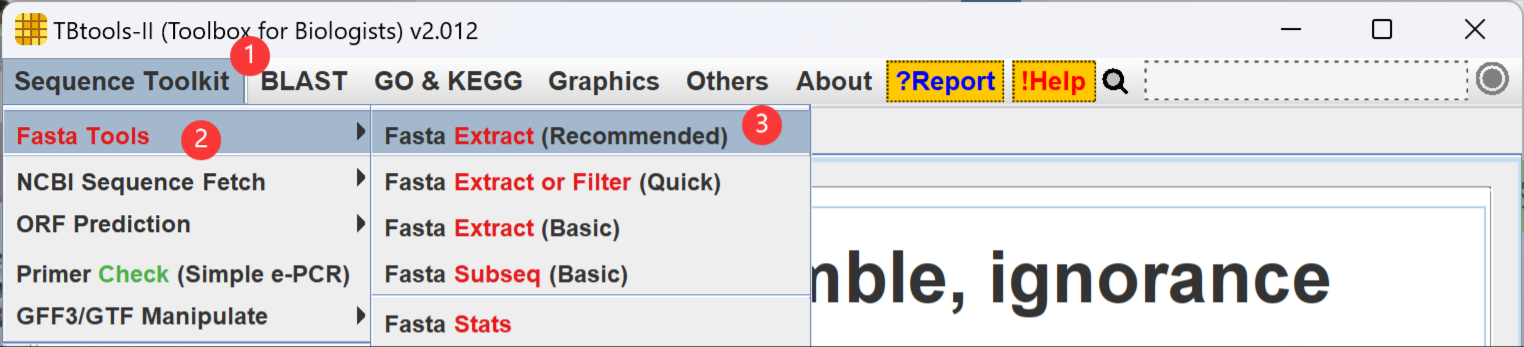 TBtools-II (Toolbox for Biologists) v2.012
1
Sequence Toolkit BLAST GO & KEGG Graphics Others About ?Report !Help
Fasta Tools 2
NCBI Sequence Fetch
ORF Prediction
Primer Check (Simple e-PCR)
GFF3/GTF Manipulate
Fasta Extract (Recommended) 3
Fasta Extract or Filter (Quick)
Fasta Extract (Basic)
Fasta Subseq (Basic)
Fasta Stats
mble, ignorance